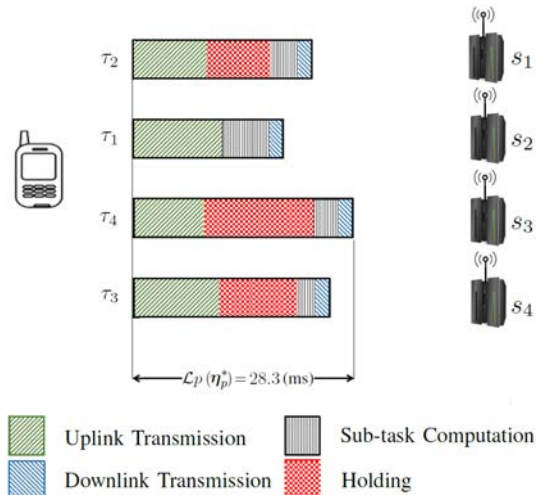 τ₂ s₁
τ₁ s₂
τ₄ s₃
τ₃ s₄
ℒp (η*p) = 28.3 (ms)
Uplink Transmission Sub-task Computation
Downlink Transmission Holding